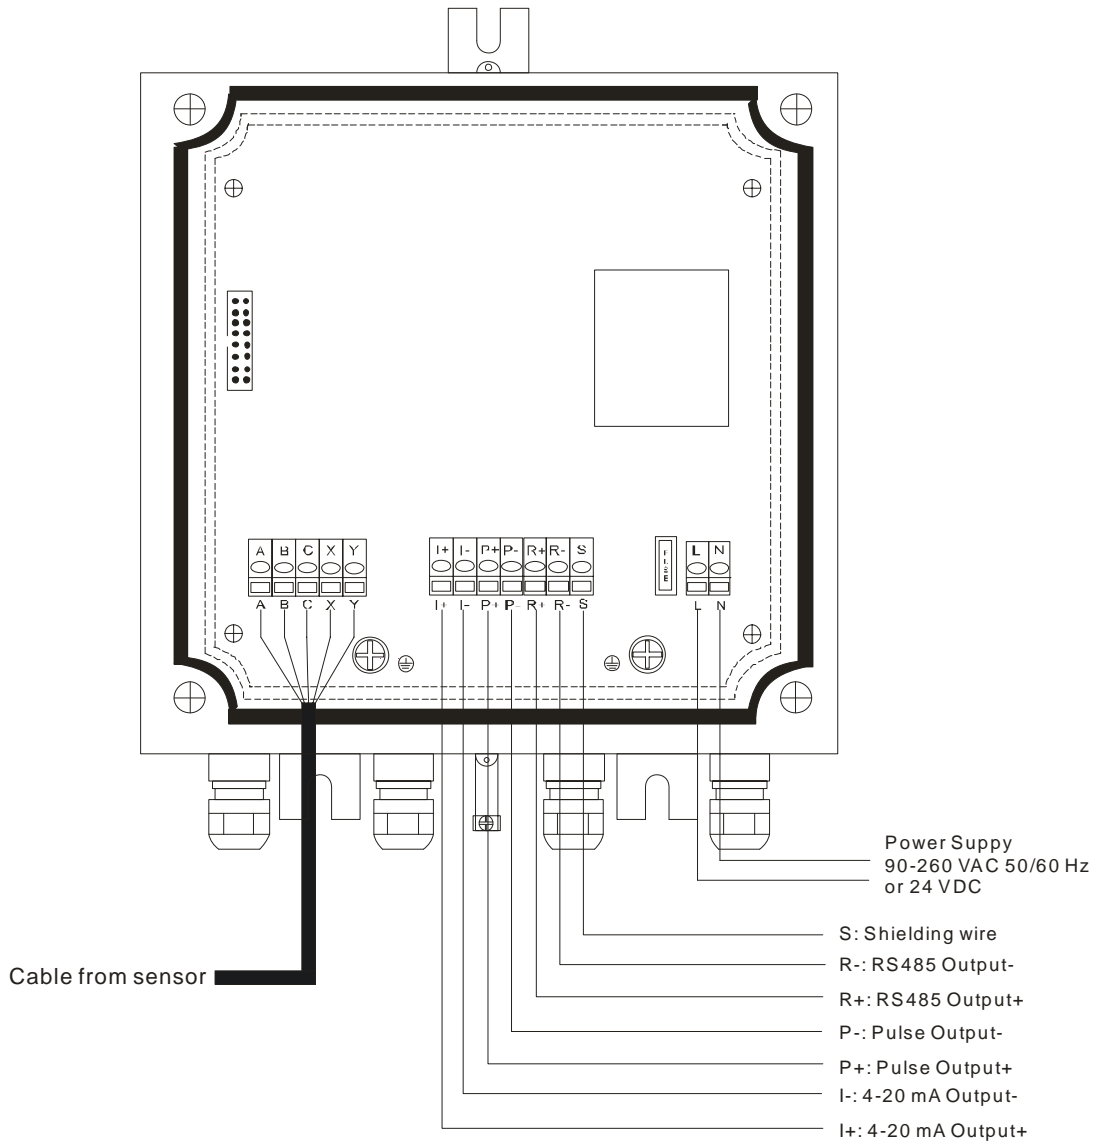 A B C X Y
I+ I- P+ P- R+ R- S
FUSE
L N
A B C X Y
I+ I- P+ P- R+ R- S
L N
Power Suppy
90-260 VAC 50/60 Hz
or 24 VDC
S: Shielding wire
Cable from sensor
R-: RS485 Output-
R+: RS485 Output+
P-: Pulse Output-
P+: Pulse Output+
I-: 4-20 mA Output-
I+: 4-20 mA Output+